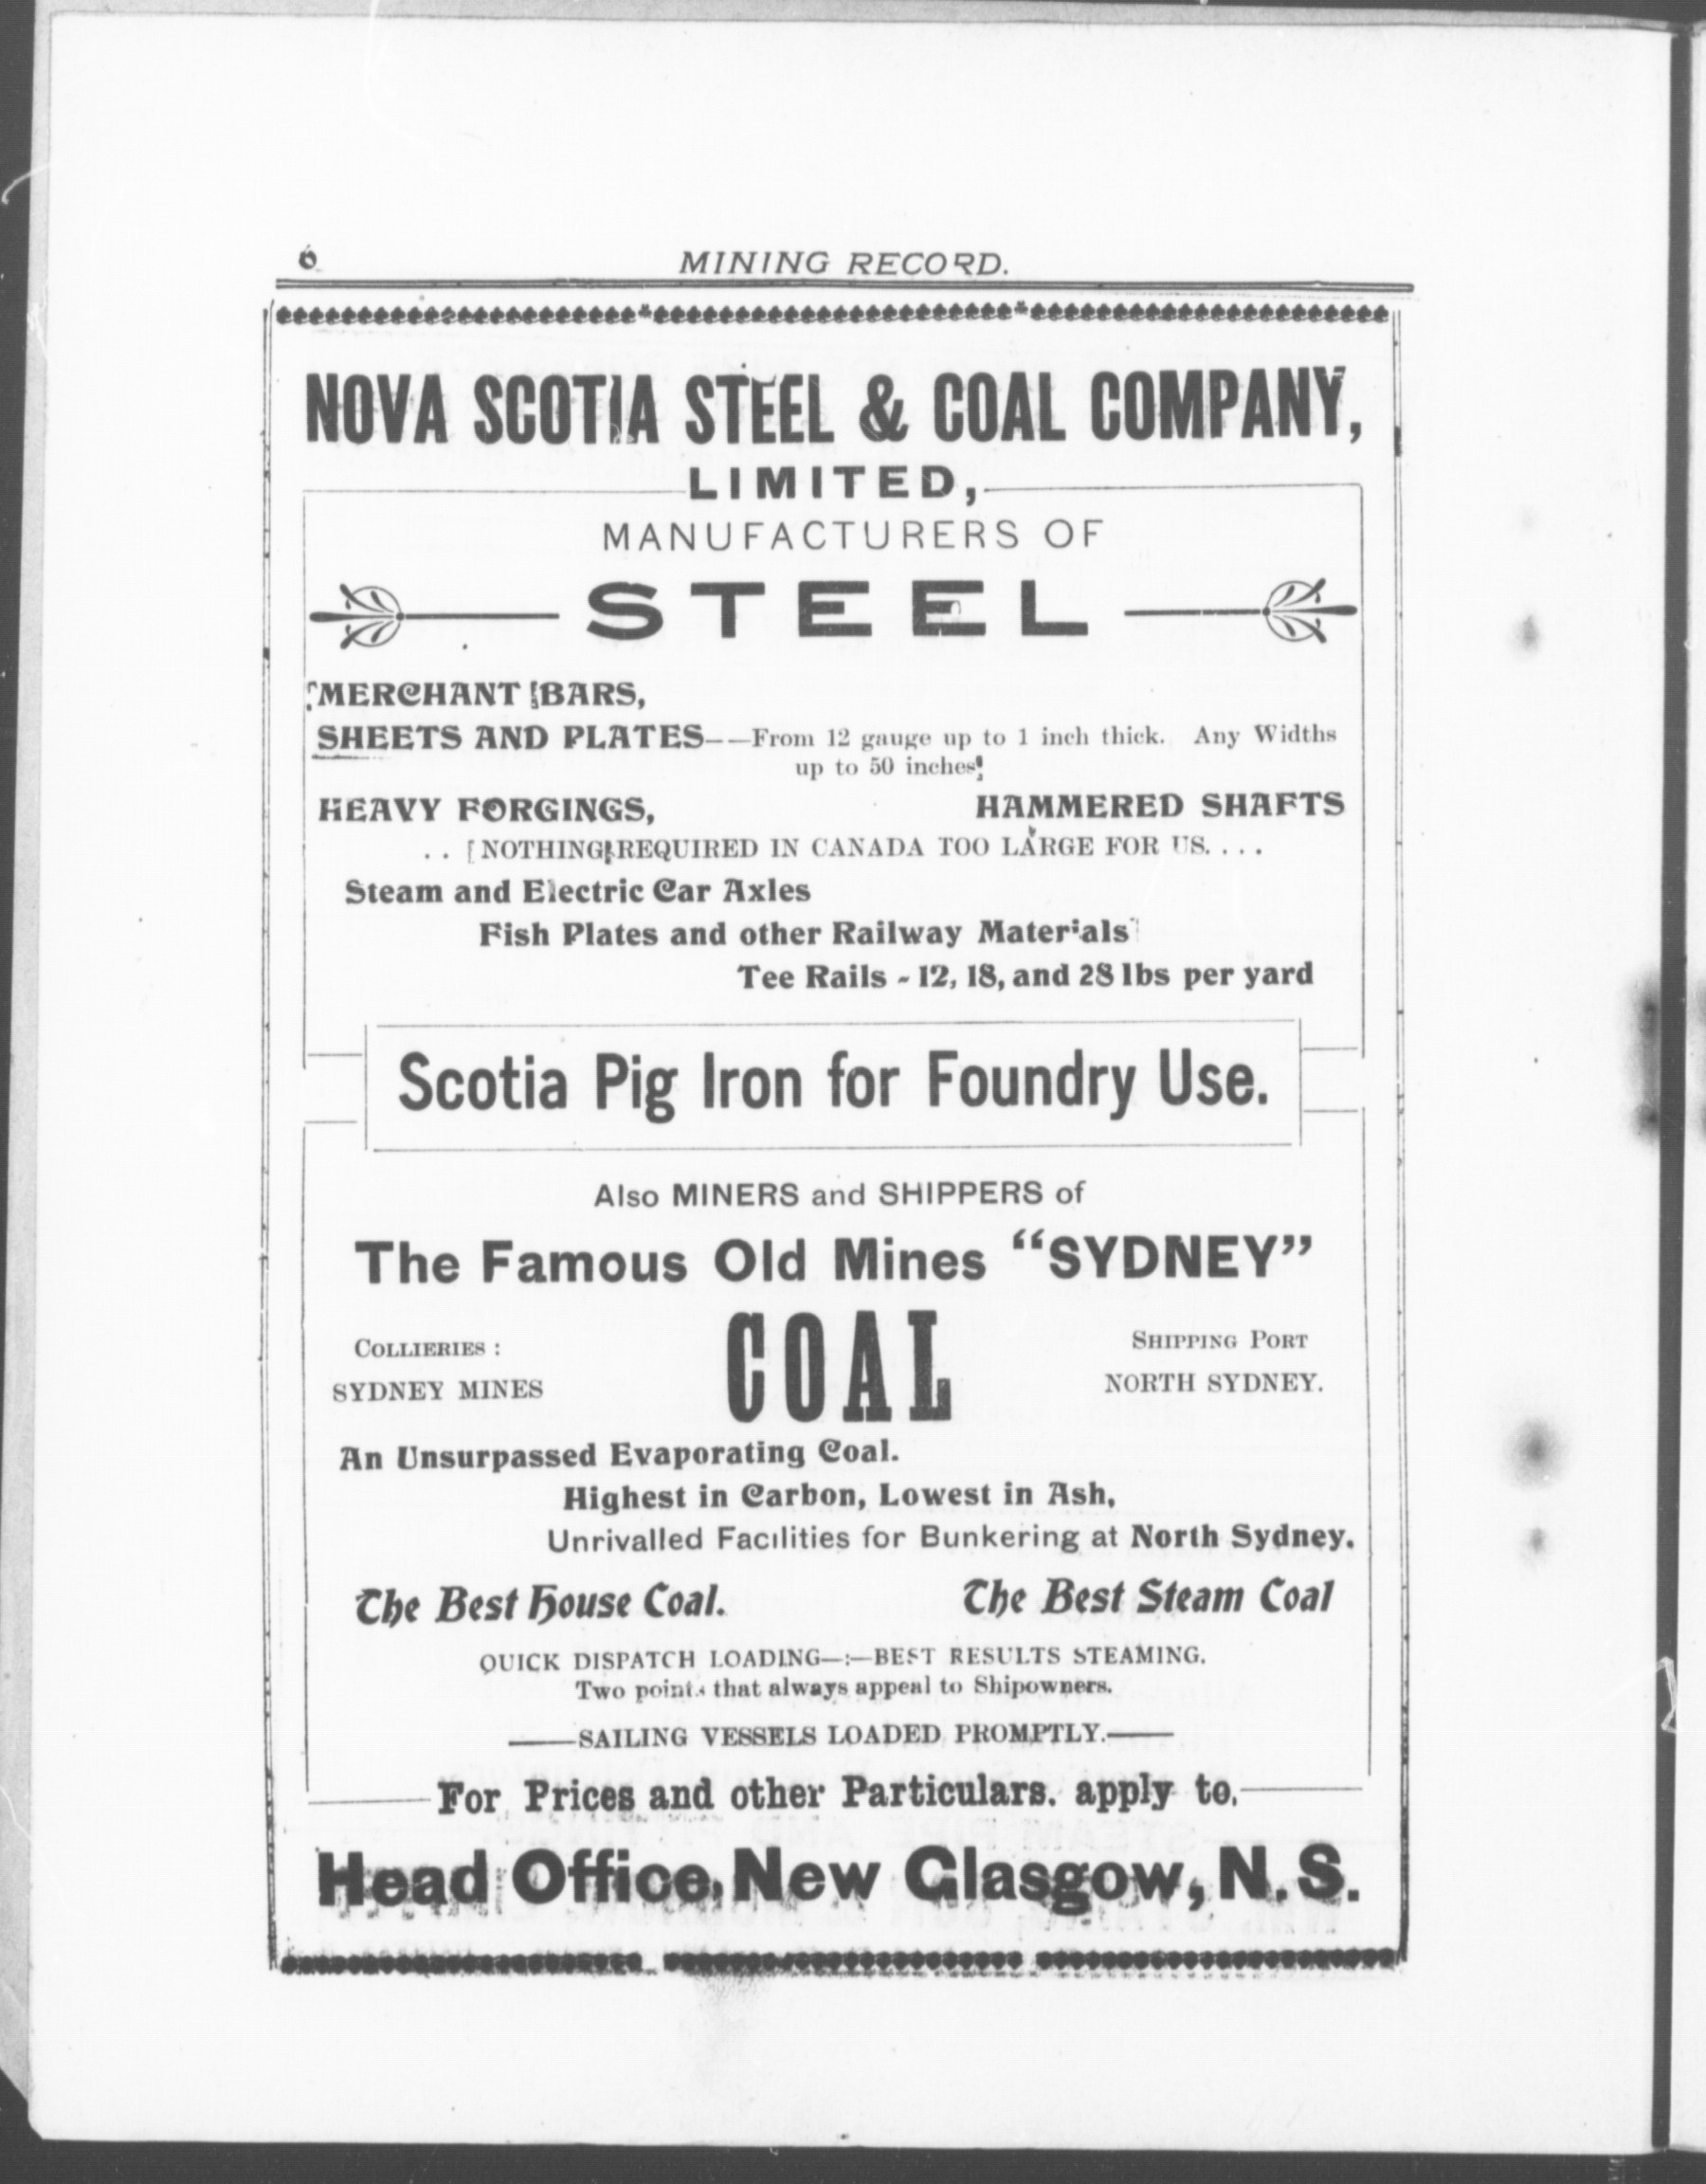 6
MINING RECORD.
NOVA SCOTIA STEEL & COAL COMPANY,
LIMITED,
MANUFACTURERS OF
STEEL
MERCHANT BARS,
SHEETS AND PLATES——From 12 gauge up to 1 inch thick. Any Widths
up to 50 inches
HEAVY FORGINGS, HAMMERED SHAFTS
. . NOTHING REQUIRED IN CANADA TOO LARGE FOR US. . . .
Steam and Electric Car Axles
Fish Plates and other Railway Materials
Tee Rails - 12, 18, and 28 lbs per yard
Scotia Pig Iron for Foundry Use.
Also MINERS and SHIPPERS of
The Famous Old Mines "SYDNEY"
COAL
COLLIERIES :
SYDNEY MINES
SHIPPING PORT
NORTH SYDNEY.
An Unsurpassed Evaporating Coal.
Highest in Carbon, Lowest in Ash,
Unrivalled Facilities for Bunkering at North Sydney.
The Best House Coal. The Best Steam Coal
QUICK DISPATCH LOADING—:—BEST RESULTS STEAMING.
Two points that always appeal to Shipowners.
——SAILING VESSELS LOADED PROMPTLY.——
For Prices and other Particulars. apply to,
Head Office, New Glasgow, N.S.